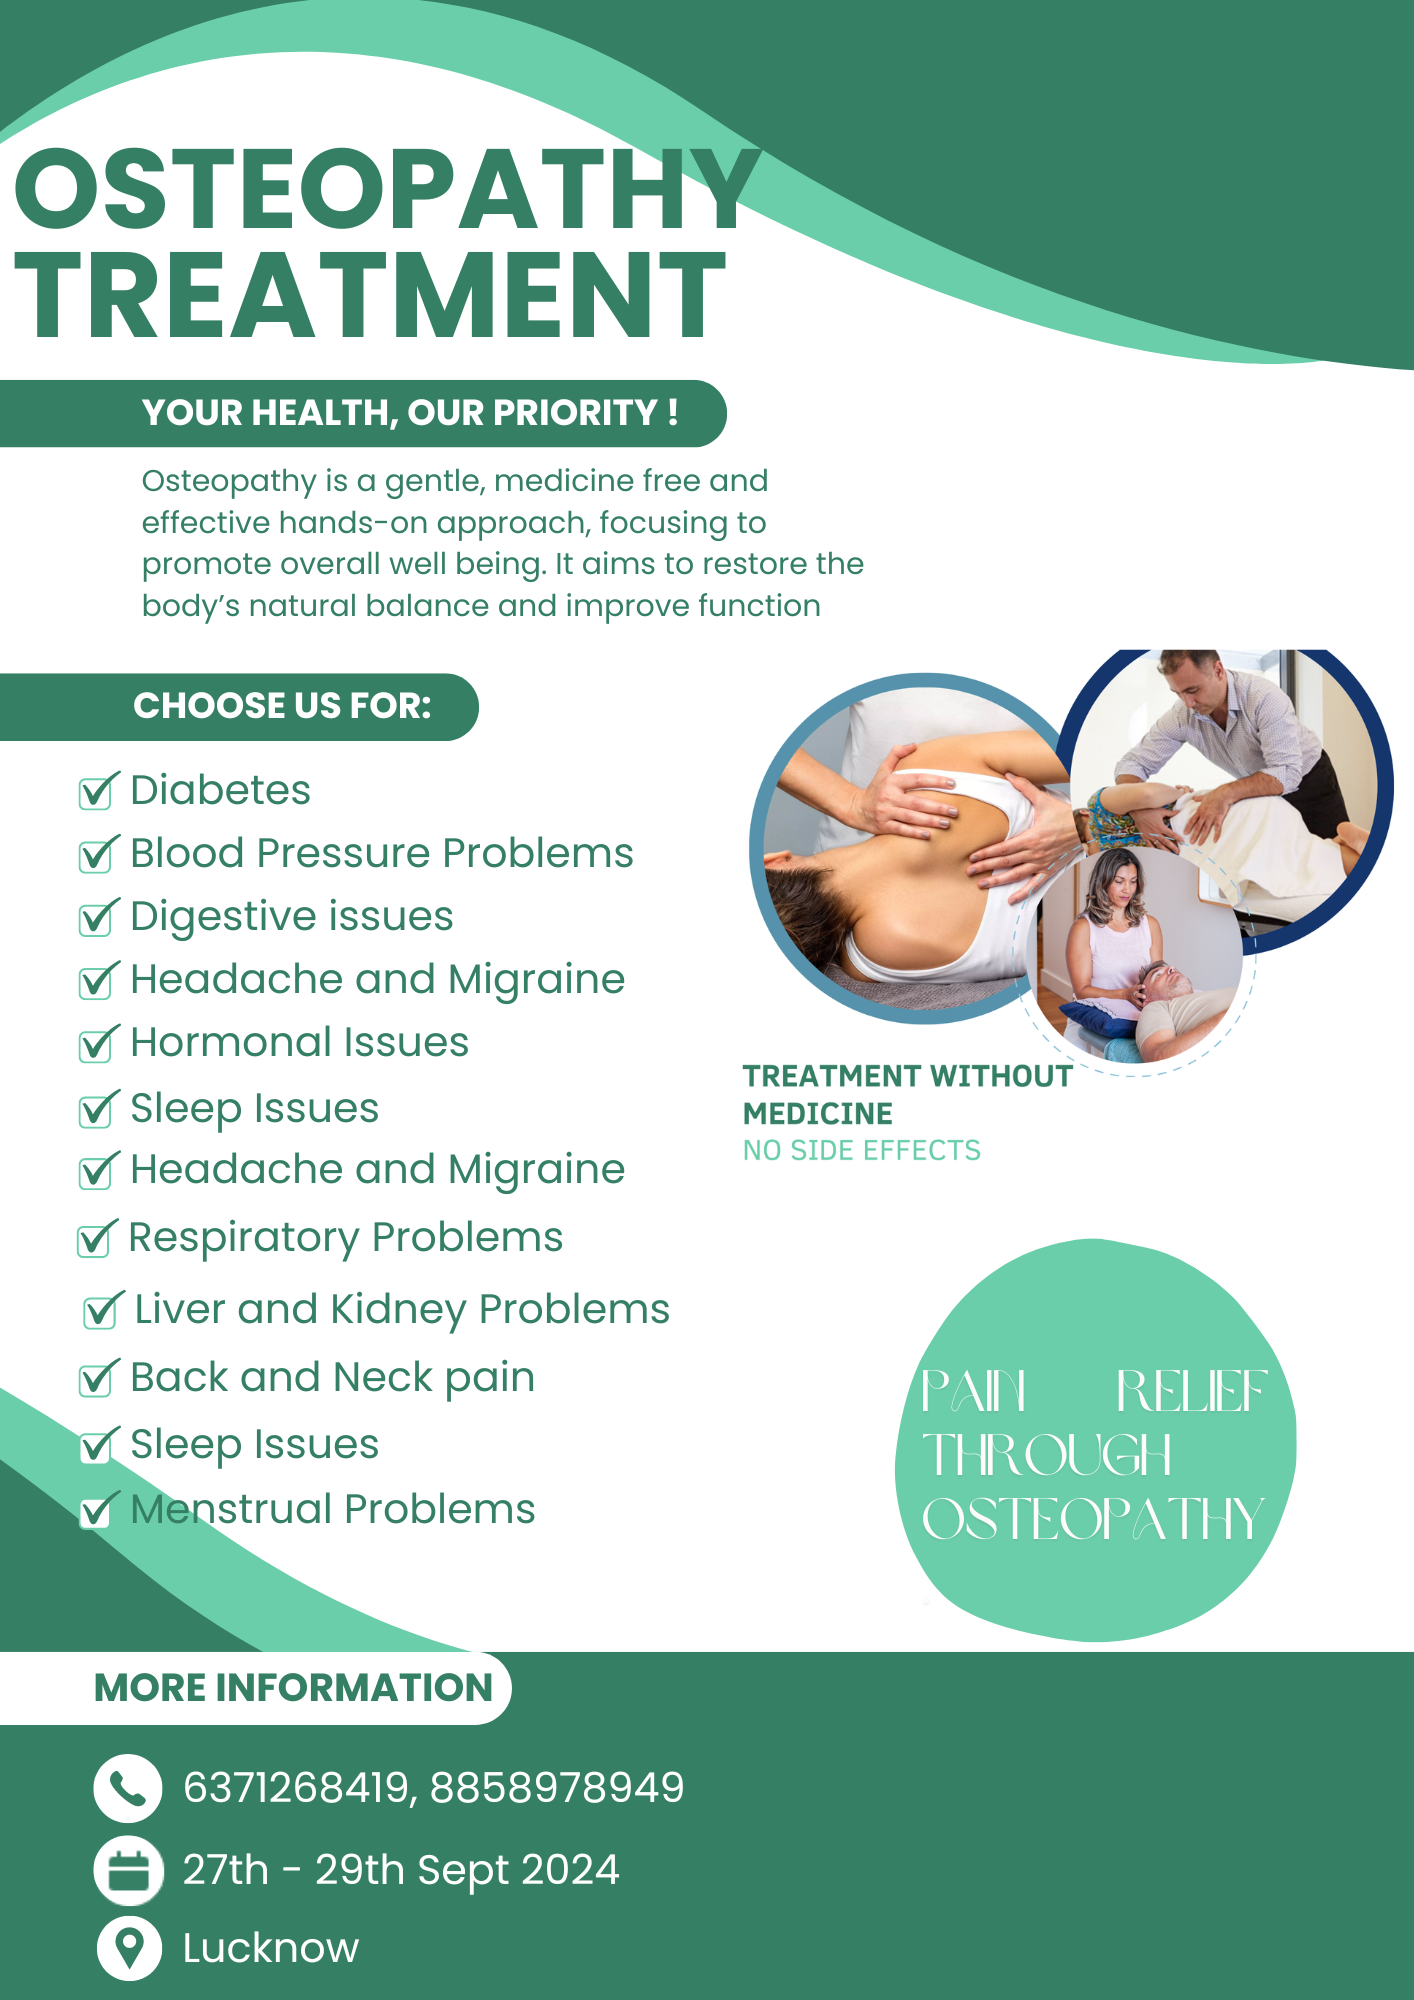 OSTEOPATHY
TREATMENT
YOUR HEALTH, OUR PRIORITY !
Osteopathy is a gentle, medicine free and
effective hands-on approach, focusing to
promote overall well being. It aims to restore the
body’s natural balance and improve function
CHOOSE US FOR:
Diabetes
Blood Pressure Problems
Digestive issues
Headache and Migraine
Hormonal Issues
Sleep Issues
Headache and Migraine
Respiratory Problems
Liver and Kidney Problems
Back and Neck pain
Sleep Issues
Menstrual Problems
TREATMENT WITHOUT
MEDICINE
NO SIDE EFFECTS
PAIN RELIEF
THROUGH
OSTEOPATHY
MORE INFORMATION
6371268419, 8858978949
27th - 29th Sept 2024
Lucknow